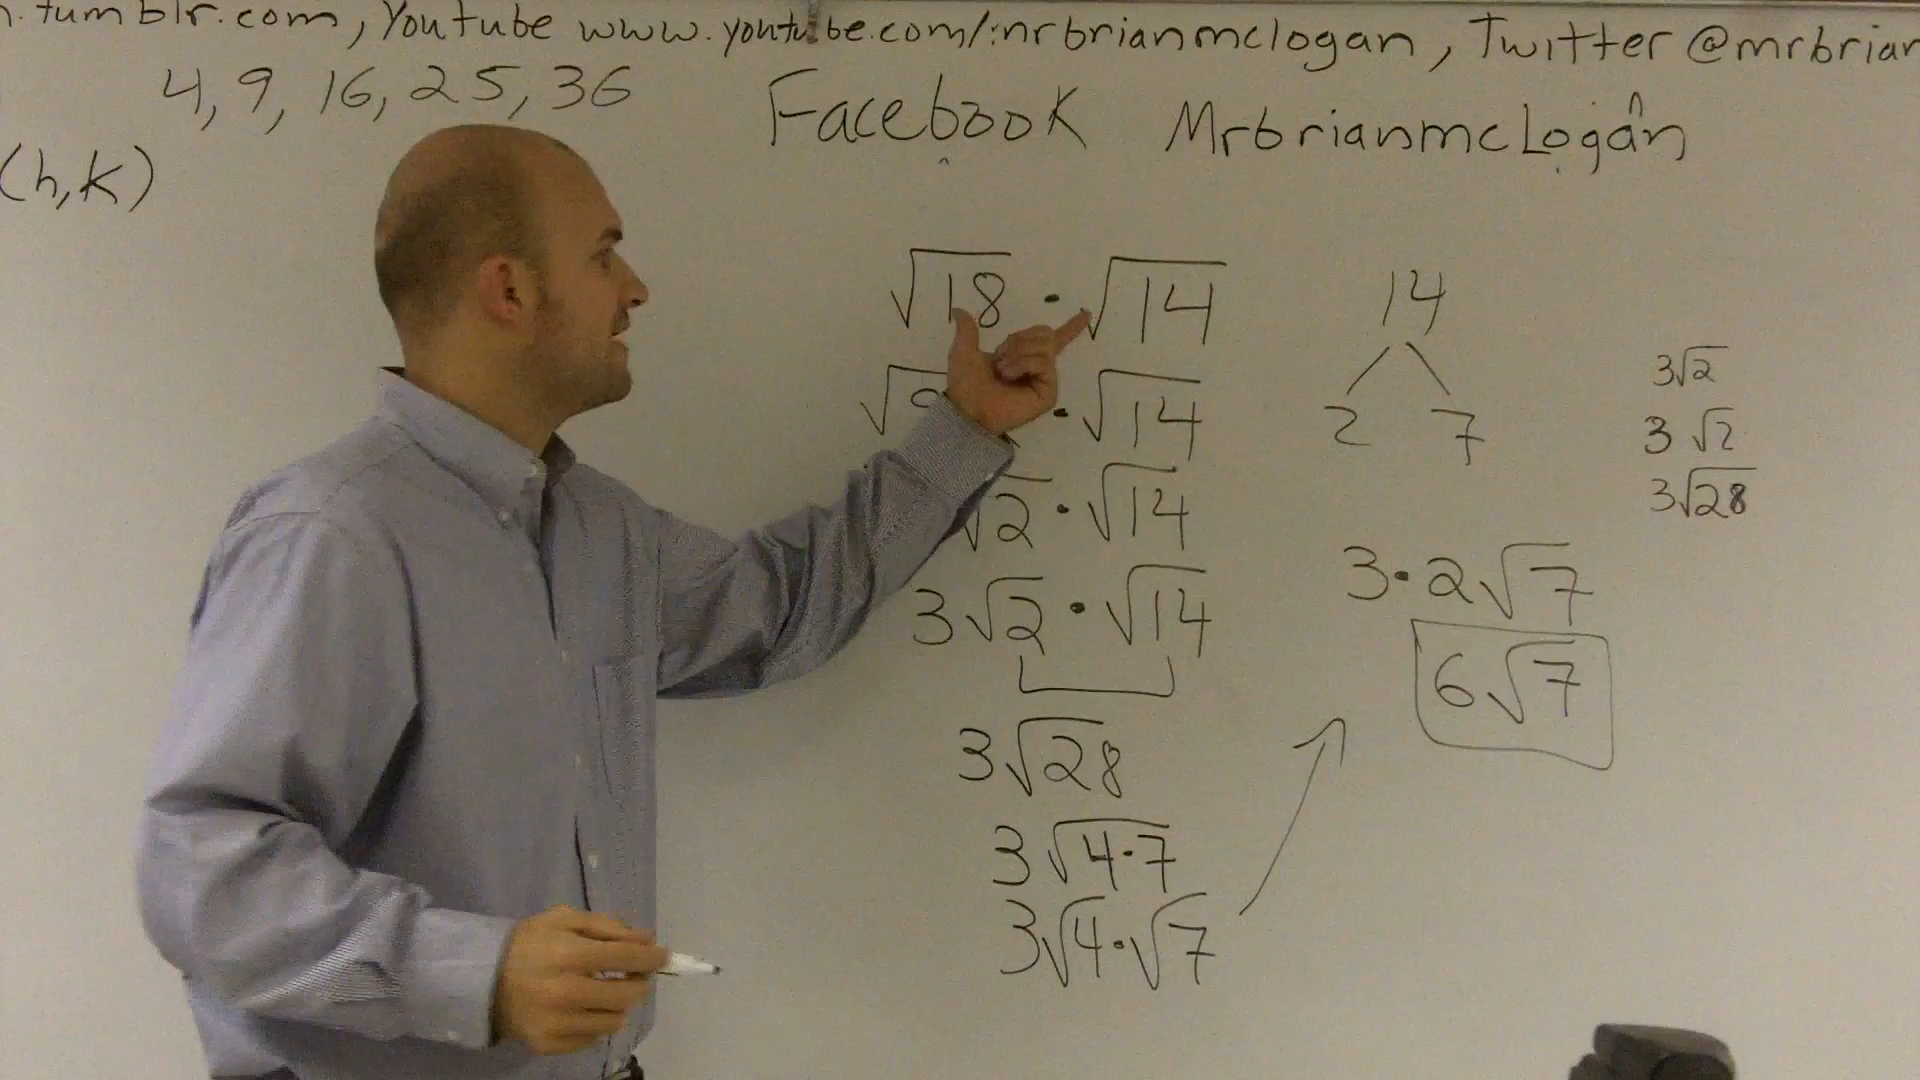 .tumblr.com, YouTube www.youtube.com/mrbrianmclogan, Twitter @mrbrian
4, 9, 16, 25, 36
Facebook MrbrianmcLogan
(h,k)
√18 · √14
14
√9 · √14
2 7
3√2
3 √2
3√28
√2 · √14
3√2 · √14
3·2√7
6√7
3√28
3√4·7
3√4·√7